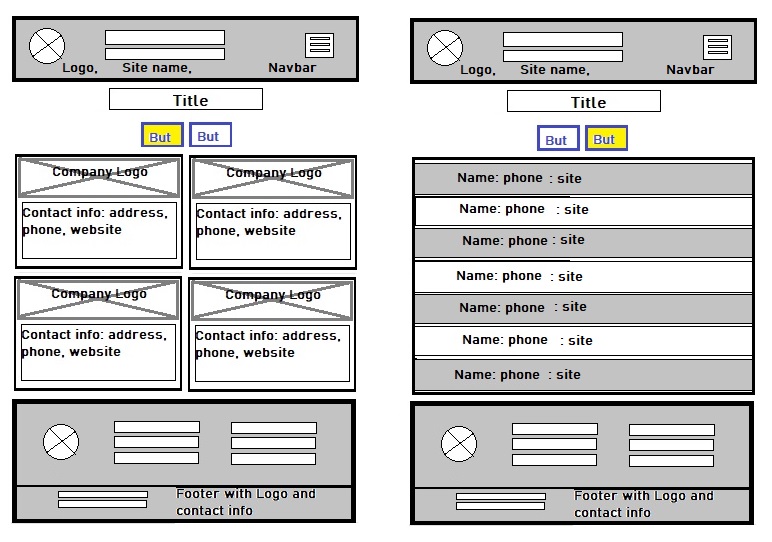 Logo, Site name, Navbar
Title
But But
Company Logo Company Logo
Contact info: address, phone, website
Contact info: address, phone, website
Company Logo Company Logo
Contact info: address, phone, website
Contact info: address, phone, website
Footer with Logo and
contact info
Logo, Site name, Navbar
Title
But But
Name: phone : site
Name: phone : site
Name: phone : site
Name: phone : site
Name: phone : site
Name: phone : site
Name: phone : site
Footer with Logo and
contact info